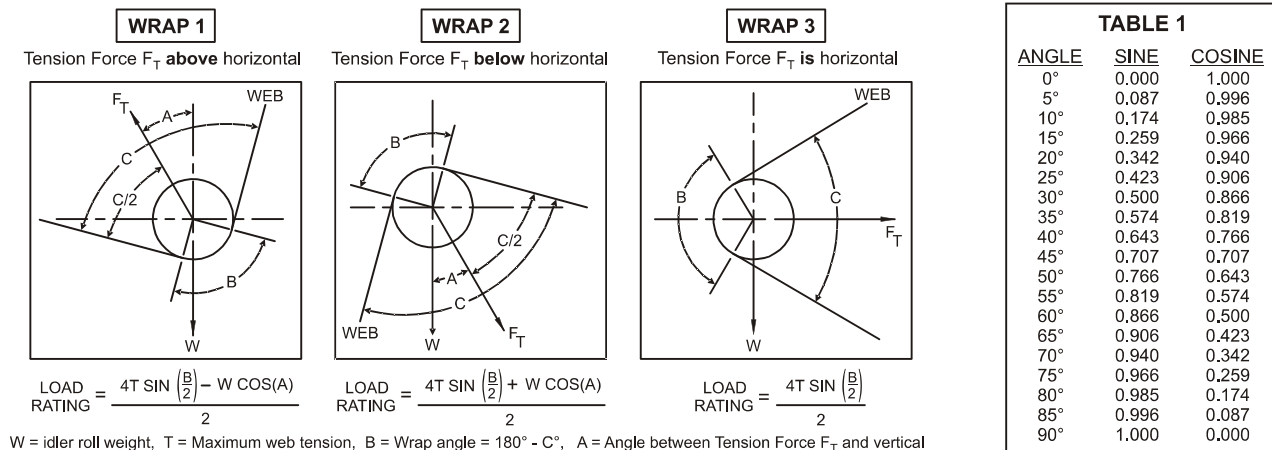 WRAP 1
Tension Force F_T above horizontal
F_T
A
WEB
C
C/2
B
W
LOAD RATING = (4T SIN (B/2) – W COS(A)) / 2
WRAP 2
Tension Force F_T below horizontal
B
C/2
A
C
WEB
W
F_T
LOAD RATING = (4T SIN (B/2) + W COS(A)) / 2
WRAP 3
Tension Force F_T is horizontal
WEB
B
C
F_T
W
LOAD RATING = (4T SIN (B/2)) / 2
W = idler roll weight, T = Maximum web tension, B = Wrap angle = 180° - C°, A = Angle between Tension Force F_T and vertical
TABLE 1
ANGLE SINE COSINE
0° 0.000 1.000
5° 0.087 0.996
10° 0.174 0.985
15° 0.259 0.966
20° 0.342 0.940
25° 0.423 0.906
30° 0.500 0.866
35° 0.574 0.819
40° 0.643 0.766
45° 0.707 0.707
50° 0.766 0.643
55° 0.819 0.574
60° 0.866 0.500
65° 0.906 0.423
70° 0.940 0.342
75° 0.966 0.259
80° 0.985 0.174
85° 0.996 0.087
90° 1.000 0.000